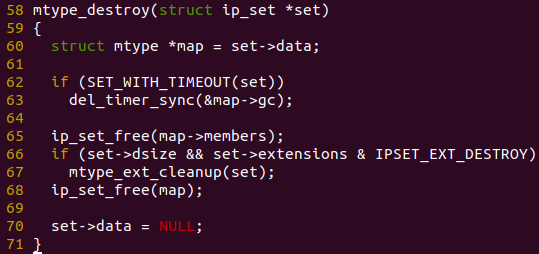 58 mtype_destroy(struct ip_set *set)
59 {
60   struct mtype *map = set->data;
61
62   if (SET_WITH_TIMEOUT(set))
63     del_timer_sync(&map->gc);
64
65   ip_set_free(map->members);
66   if (set->dsize && set->extensions & IPSET_EXT_DESTROY)
67     mtype_ext_cleanup(set);
68   ip_set_free(map);
69
70   set->data = NULL;
71 }